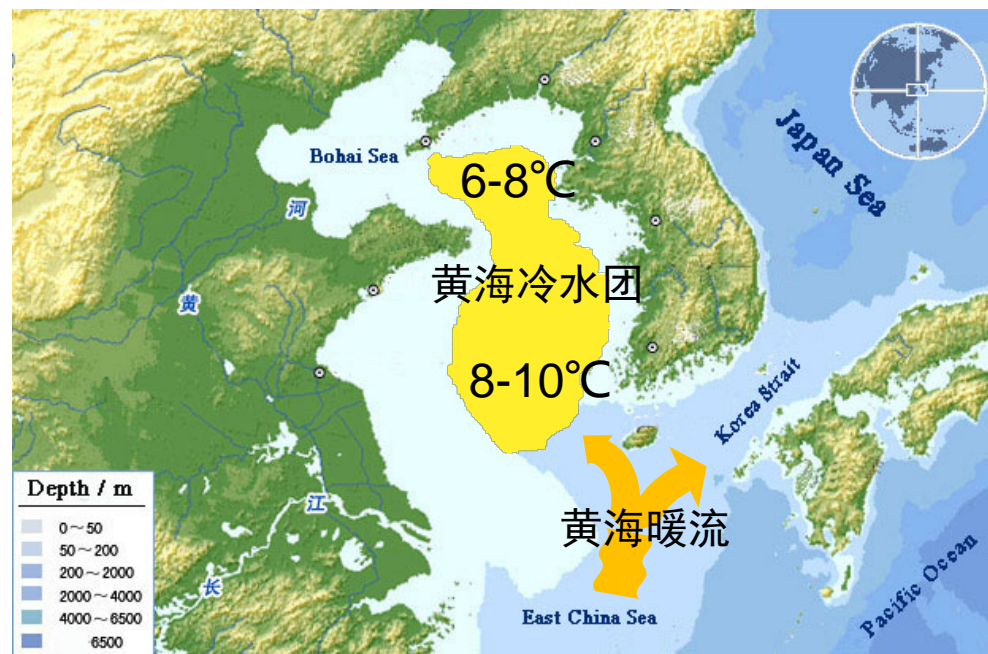 Bohai Sea
Japan Sea
6-8℃
河
黄
黄海冷水团
8-10℃
Korea Strait
Depth / m
0～50
50～200
200～2000
2000～4000
4000～6500
6500
江
长
黄海暖流
East China Sea
Pacific Ocean